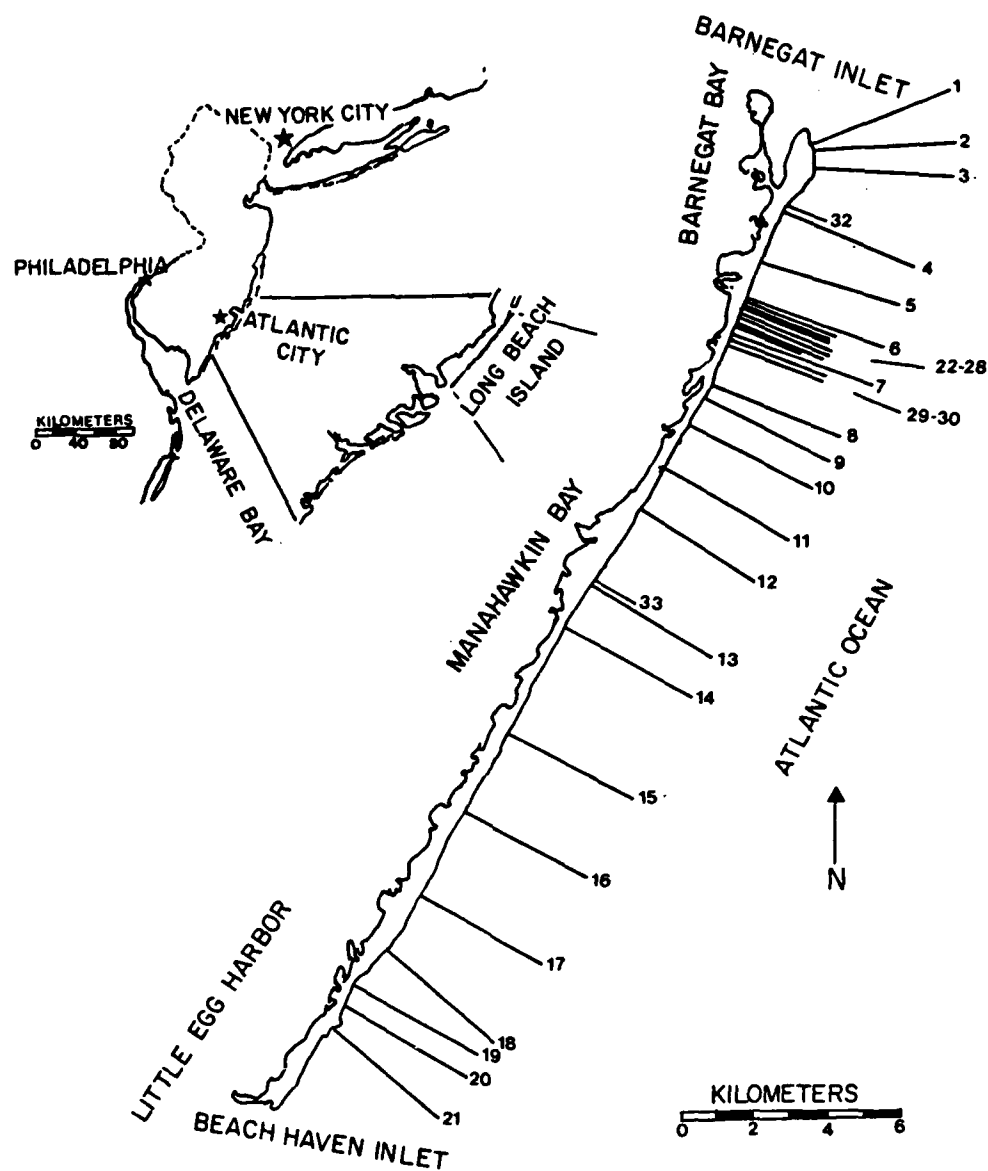 BARNEGAT INLET
BARNEGAT BAY
1
2
3
32
4
5
6
22-28
7
29-30
8
9
10
11
12
33
13
14
15
16
17
18
19
20
21
NEW YORK CITY
PHILADELPHIA
ATLANTIC
CITY
LONG BEACH
ISLAND
KILOMETERS
0 40 80
DELAWARE BAY
MANAHAWKIN BAY
ATLANTIC OCEAN
N
LITTLE EGG HARBOR
BEACH HAVEN INLET
KILOMETERS
0 2 4 6